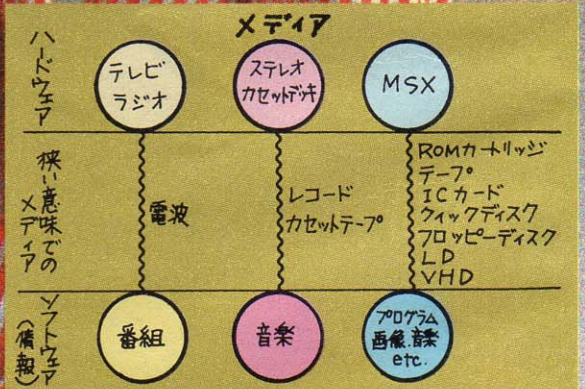 メディア
ハードウェア
テレビ
ラジオ
ステレオ
カセットデッキ
MSX
狭い意味での
メディア
電波
レコード
カセットテープ
ROMカートリッジ
テープ
ICカード
クイックディスク
フロッピーディスク
LD
VHD
ソフトウェア
(情報)
番組
音楽
プログラム,
画像.音楽
etc.